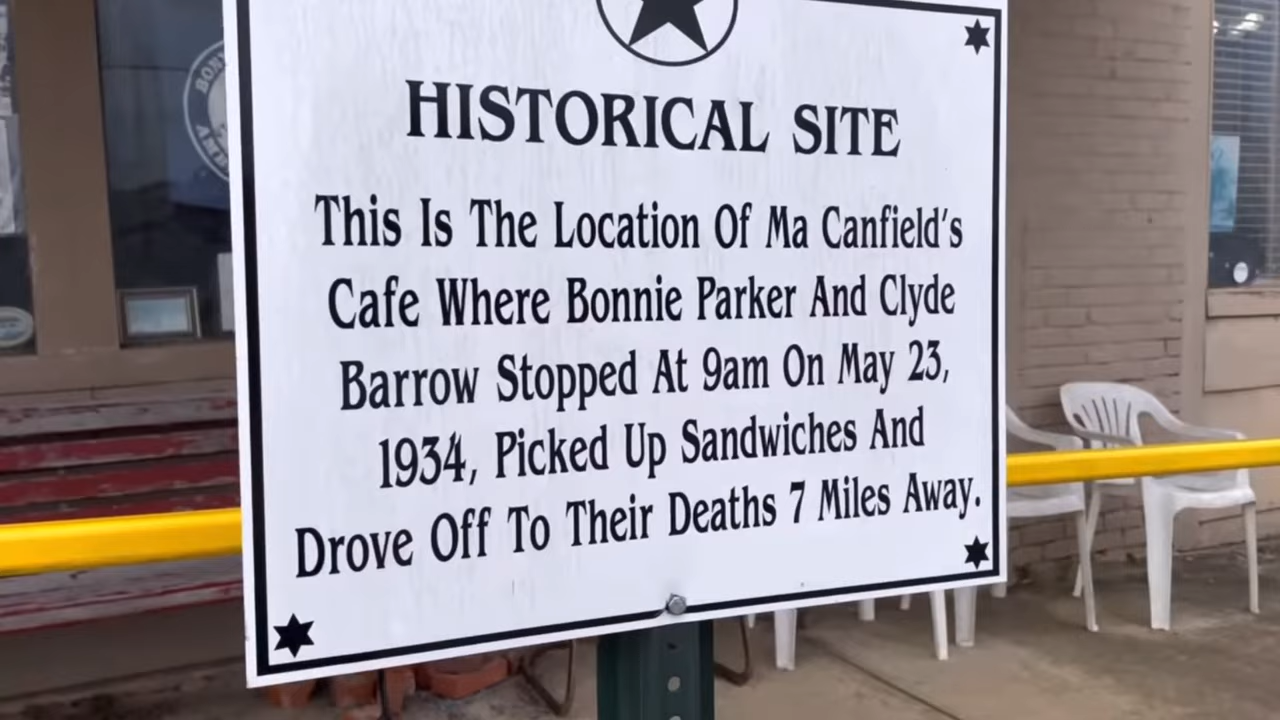 HISTORICAL SITE
This Is The Location Of Ma Canfield's
Cafe Where Bonnie Parker And Clyde
Barrow Stopped At 9am On May 23,
1934, Picked Up Sandwiches And
Drove Off To Their Deaths 7 Miles Away.